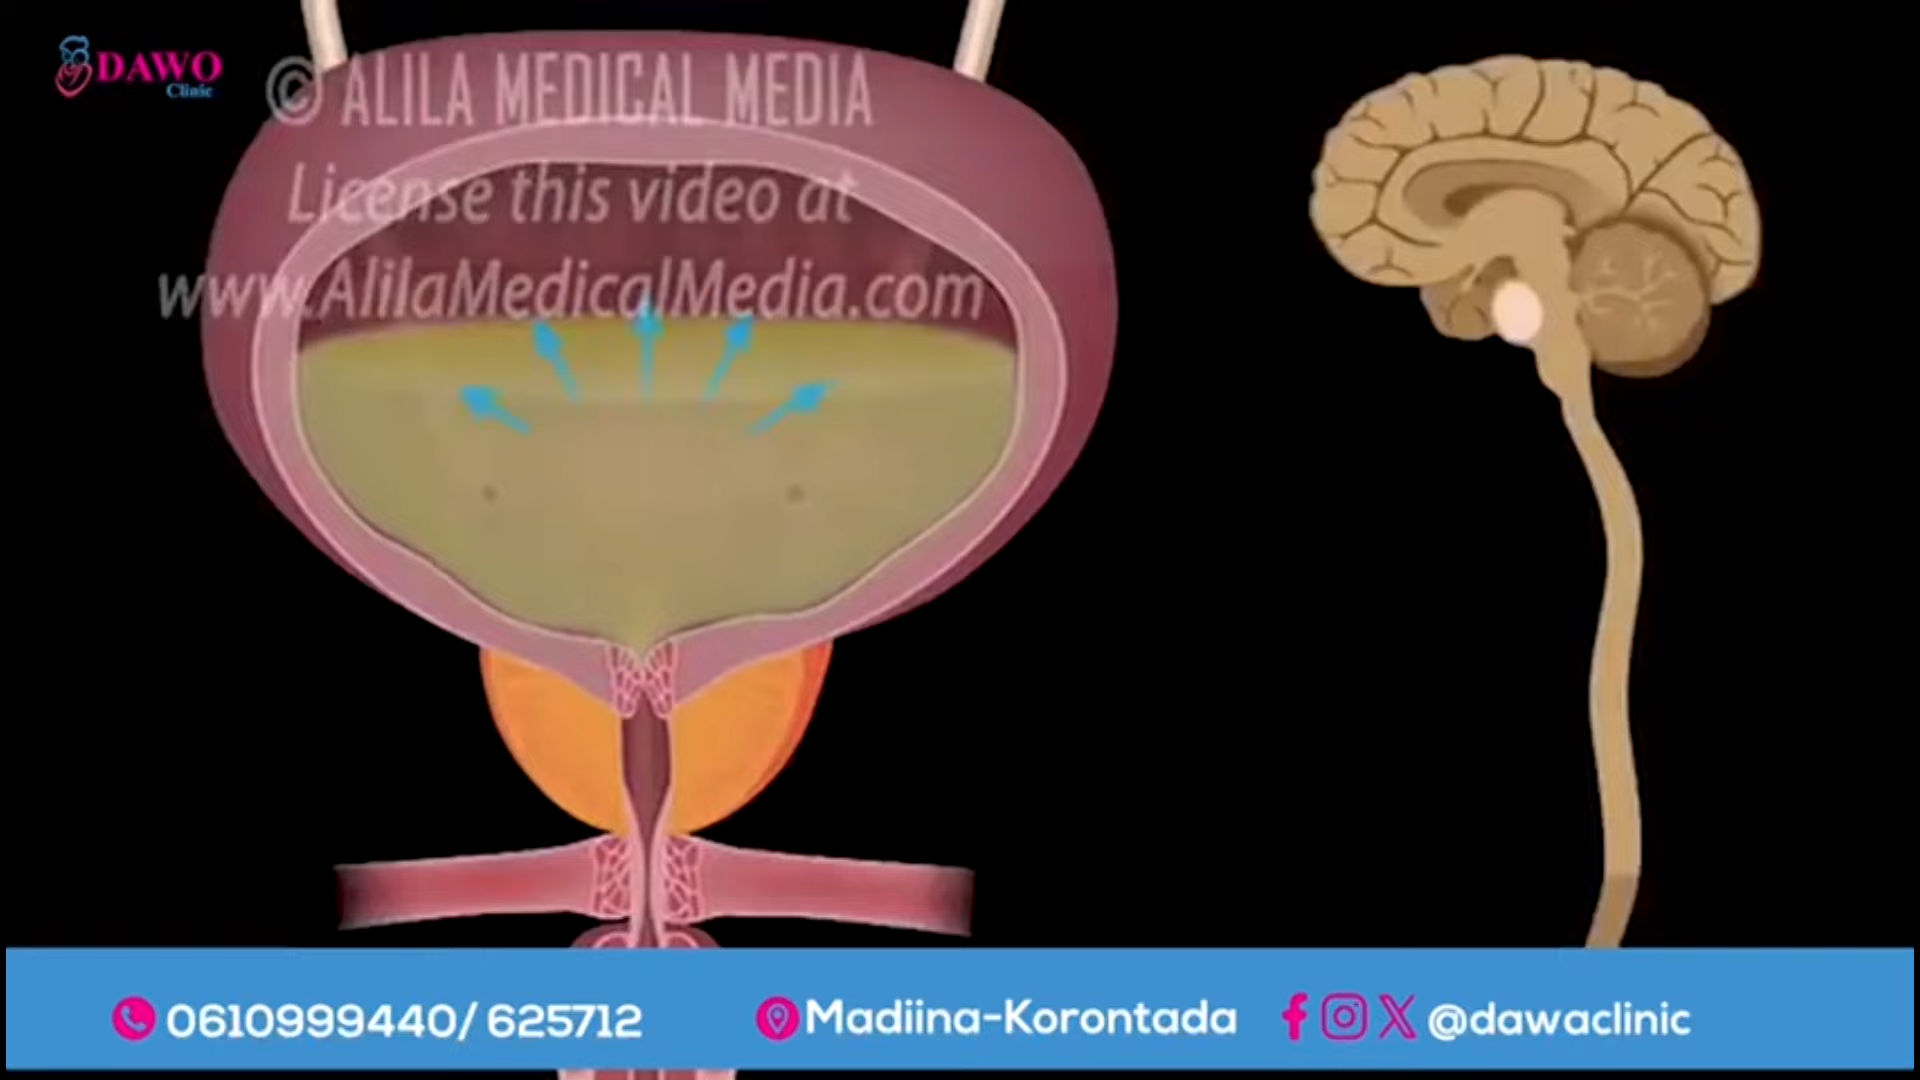 DAWO
Clinic
© ALILA MEDICAL MEDIA
License this video at
www.AlilaMedicalMedia.com
0610999440/ 625712
Madiina-Korontada
@dawaclinic